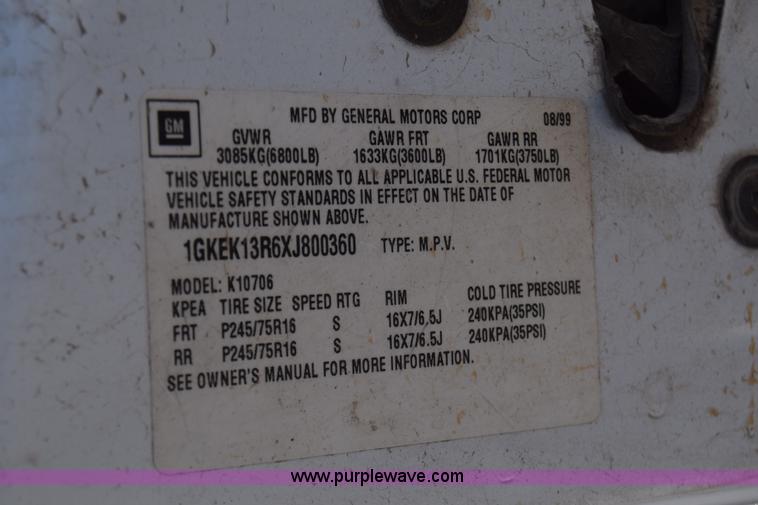 MFD BY GENERAL MOTORS CORP 08/99
GM
GVWR GAWR FRT GAWR RR
3085KG(6800LB) 1633KG(3600LB) 1701KG(3750LB)
THIS VEHICLE CONFORMS TO ALL APPLICABLE U.S. FEDERAL MOTOR
VEHICLE SAFETY STANDARDS IN EFFECT ON THE DATE OF
MANUFACTURE SHOWN ABOVE.
1GKEK13R6XJ800360 TYPE: M.P.V.
MODEL: K10706
KPEA TIRE SIZE SPEED RTG RIM COLD TIRE PRESSURE
FRT P245/75R16 S 16X7/6.5J 240KPA(35PSI)
RR P245/75R16 S 16X7/6.5J 240KPA(35PSI)
SEE OWNER'S MANUAL FOR MORE INFORMATION.
www.purplewave.com